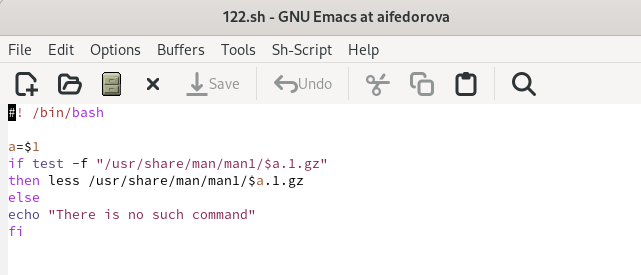 122.sh - GNU Emacs at aifedorova
File Edit Options Buffers Tools Sh-Script Help
Save Undo
#! /bin/bash
a=$1
if test -f "/usr/share/man/man1/$a.1.gz"
then less /usr/share/man/man1/$a.1.gz
else
echo "There is no such command"
fi